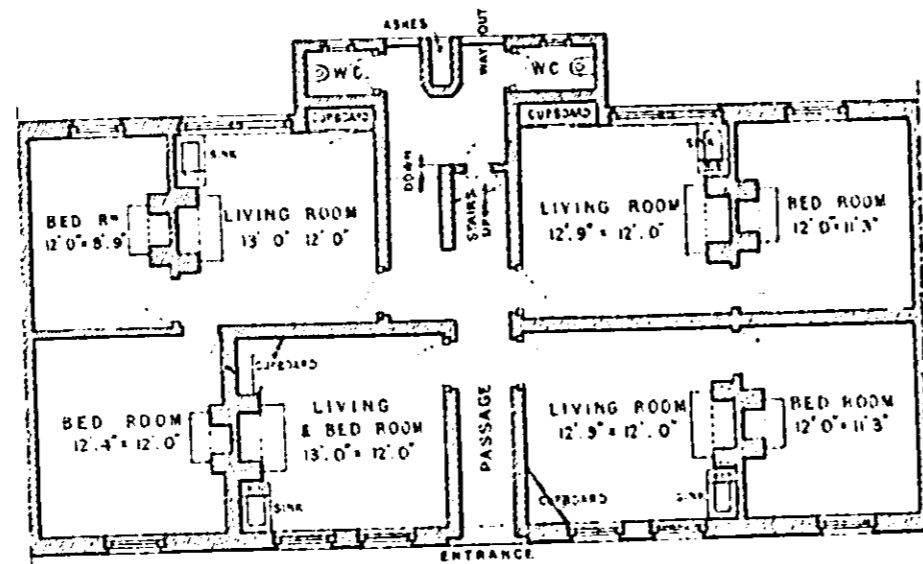 ASHES
WAY OUT
WC
WC
CUPBOARD
CUPBOARD
SINK
SINK
DOWN
STAIRS
UP
BED RM
12'.0" = 8'.9"
LIVING ROOM
13'.0" 12'.0"
LIVING ROOM
12'.9" = 12'.0"
BED ROOM
12'.0" = 11'.3"
CUPBOARD
BED ROOM
12'.4" = 12'.0"
LIVING
& BED ROOM
13'.0" = 12'.0"
PASSAGE
LIVING ROOM
12'.9" = 12'.0"
BED ROOM
12'.0" = 11'.3"
SINK
CUPBOARD
SINK
ENTRANCE